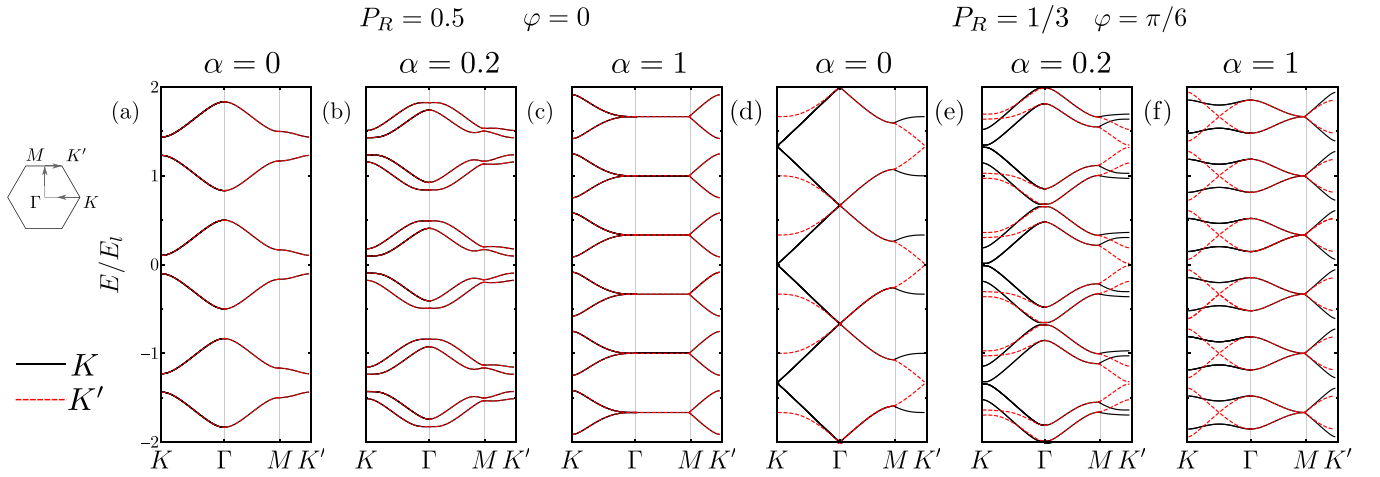 P_R = 0.5 φ = 0 P_R = 1/3 φ = π/6
α = 0 α = 0.2 α = 1 α = 0 α = 0.2 α = 1
(a) (b) (c) (d) (e) (f)
2
1
0
−1
−2
E/E_l
M K′
Γ K
K
K′
K Γ M K′ K Γ M K′ K Γ M K′ K Γ M K′ K Γ M K′ K Γ M K′